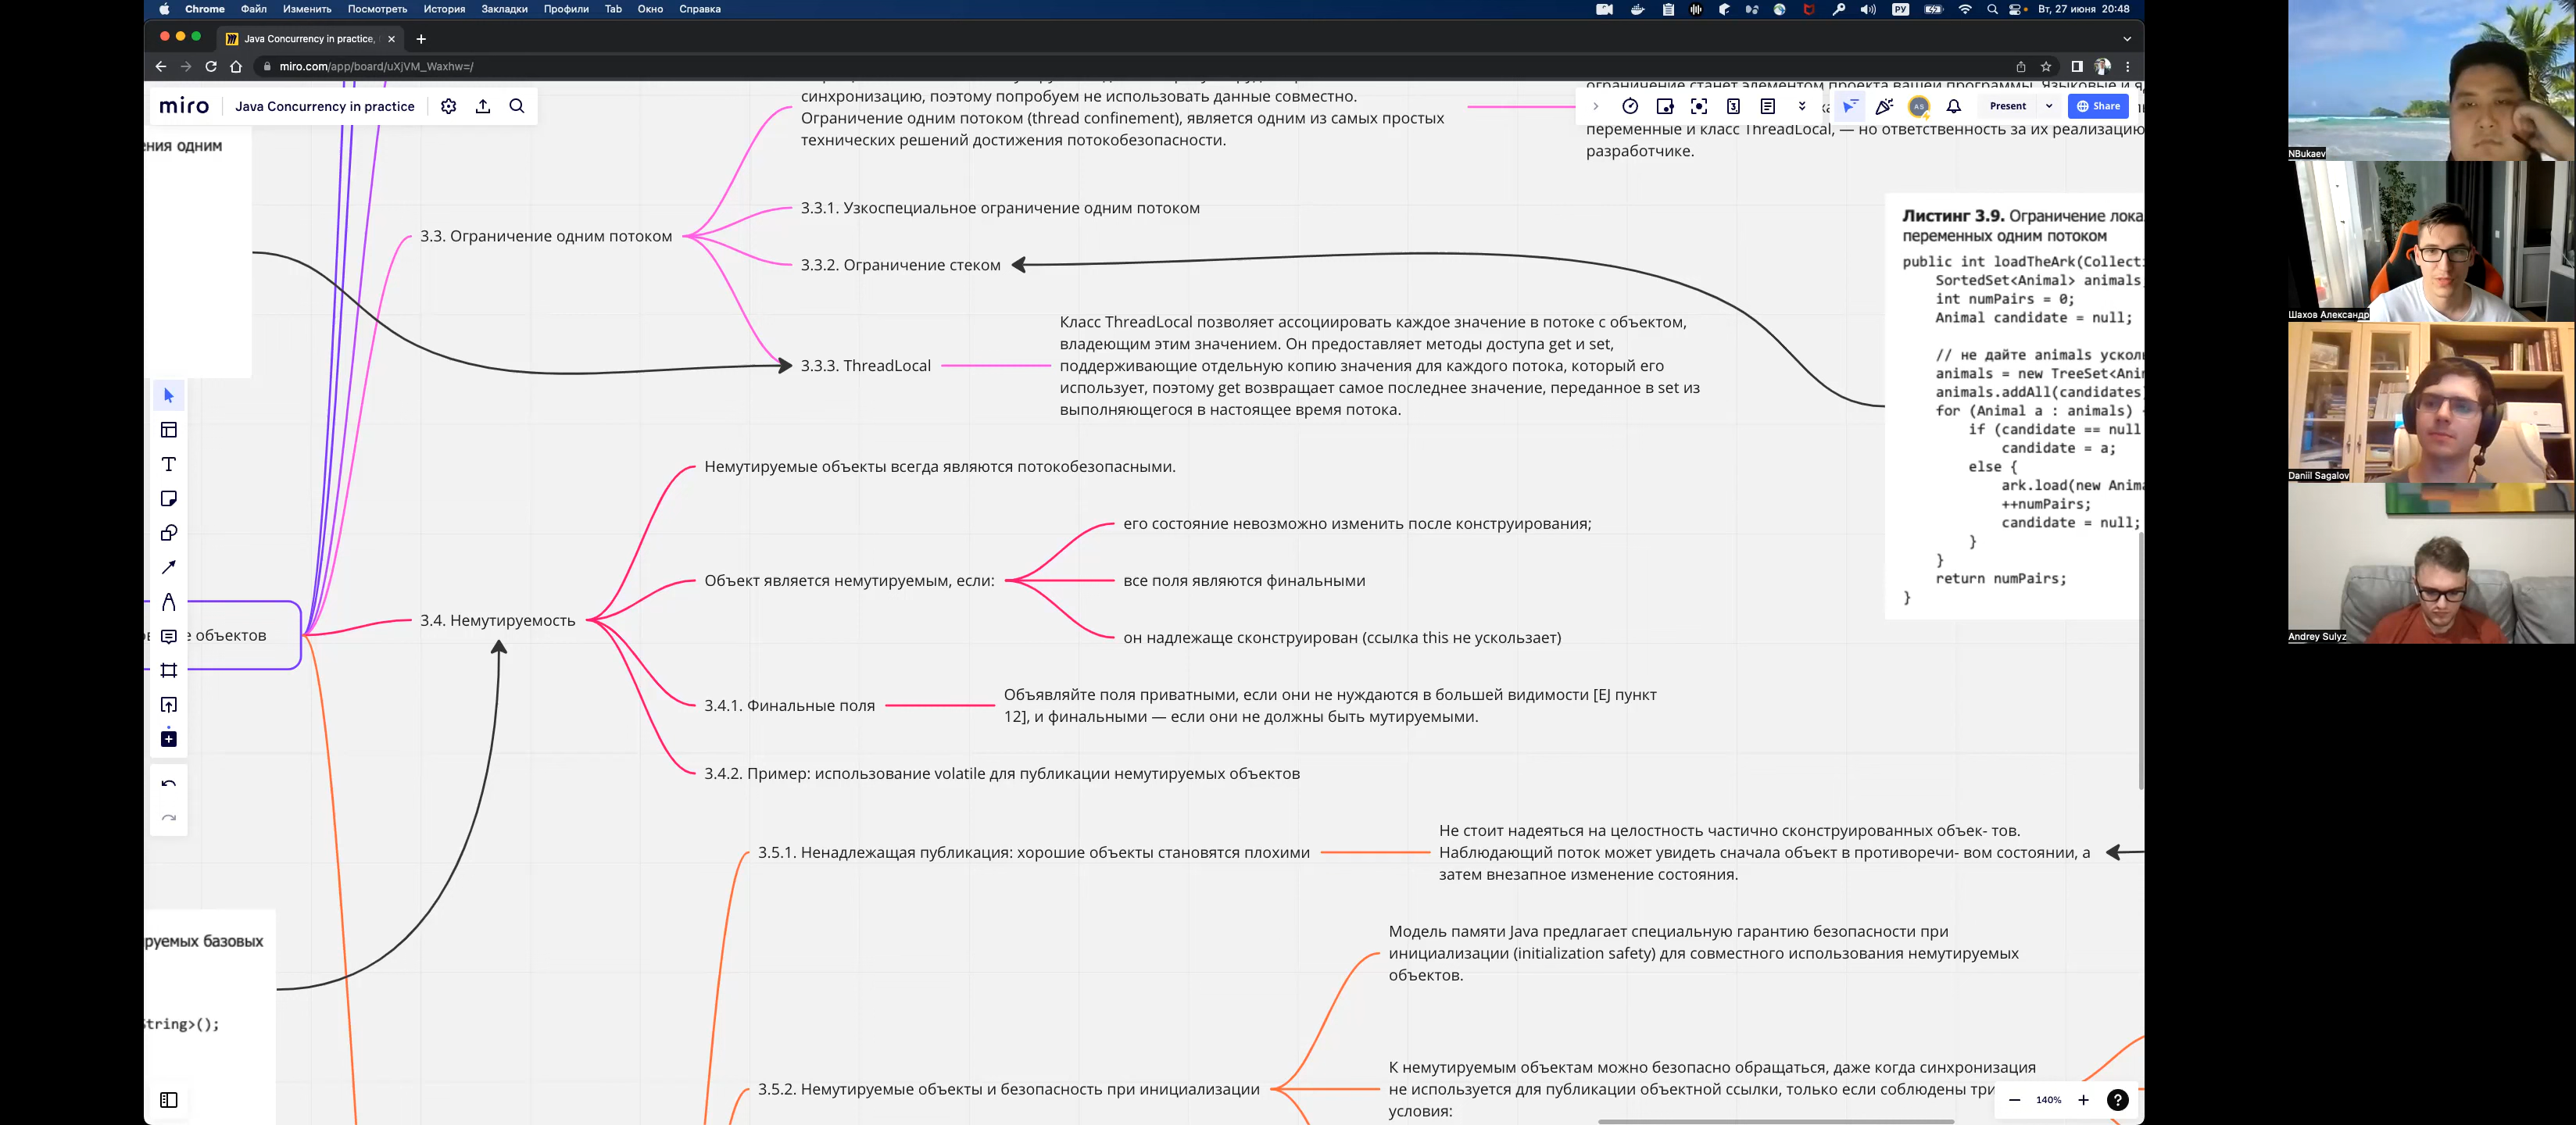 Chrome Файл Изменить Посмотреть История Закладки Профили Tab Окно Справка
РУ
Вт, 27 июня 20:48
Java Concurrency in practice,
miro.com/app/board/uXjVM_Waxhw=/
miro Java Concurrency in practice
AS
Present
Share
ния одним
синхронизацию, поэтому попробуем не использовать данные совместно.
Ограничение одним потоком (thread confinement), является одним из самых простых
технических решений достижения потокобезопасности.
ограничение станет элементом проекта вашей программы. Языковые и
переменные и класс ThreadLocal, — но ответственность за их реализацию
разработчике.
3.3. Ограничение одним потоком
3.3.1. Узкоспециальное ограничение одним потоком
3.3.2. Ограничение стеком
3.3.3. ThreadLocal
Класс ThreadLocal позволяет ассоциировать каждое значение в потоке с объектом,
владеющим этим значением. Он предоставляет методы доступа get и set,
поддерживающие отдельную копию значения для каждого потока, который его
использует, поэтому get возвращает самое последнее значение, переданное в set из
выполняющегося в настоящее время потока.
Листинг 3.9. Ограничение лока
переменных одним потоком
public int loadTheArk(Collecti
SortedSet<Animal> animals
int numPairs = 0;
Animal candidate = null;
// не дайте animals усколь
animals = new TreeSet<Ani
animals.addAll(candidates
for (Animal a : animals)
if (candidate == null
candidate = a;
else {
ark.load(new Anima
++numPairs;
candidate = null;
}
}
return numPairs;
}
е объектов
3.4. Немутируемость
Немутируемые объекты всегда являются потокобезопасными.
Объект является немутируемым, если:
его состояние невозможно изменить после конструирования;
все поля являются финальными
он надлежаще сконструирован (ссылка this не ускользает)
3.4.1. Финальные поля
Объявляйте поля приватными, если они не нуждаются в большей видимости [EJ пункт
12], и финальными — если они не должны быть мутируемыми.
3.4.2. Пример: использование volatile для публикации немутируемых объектов
3.5.1. Ненадлежащая публикация: хорошие объекты становятся плохими
Не стоит надеяться на целостность частично сконструированных объек- тов.
Наблюдающий поток может увидеть сначала объект в противоречи- вом состоянии, а
затем внезапное изменение состояния.
руемых базовых
String>();
3.5.2. Немутируемые объекты и безопасность при инициализации
Модель памяти Java предлагает специальную гарантию безопасности при
инициализации (initialization safety) для совместного использования немутируемых
объектов.
К немутируемым объектам можно безопасно обращаться, даже когда синхронизация
не используется для публикации объектной ссылки, только если соблюдены три
условия:
140%
NBukaev
Шахов Александр
Daniil Sagalov
Andrey Sulyz